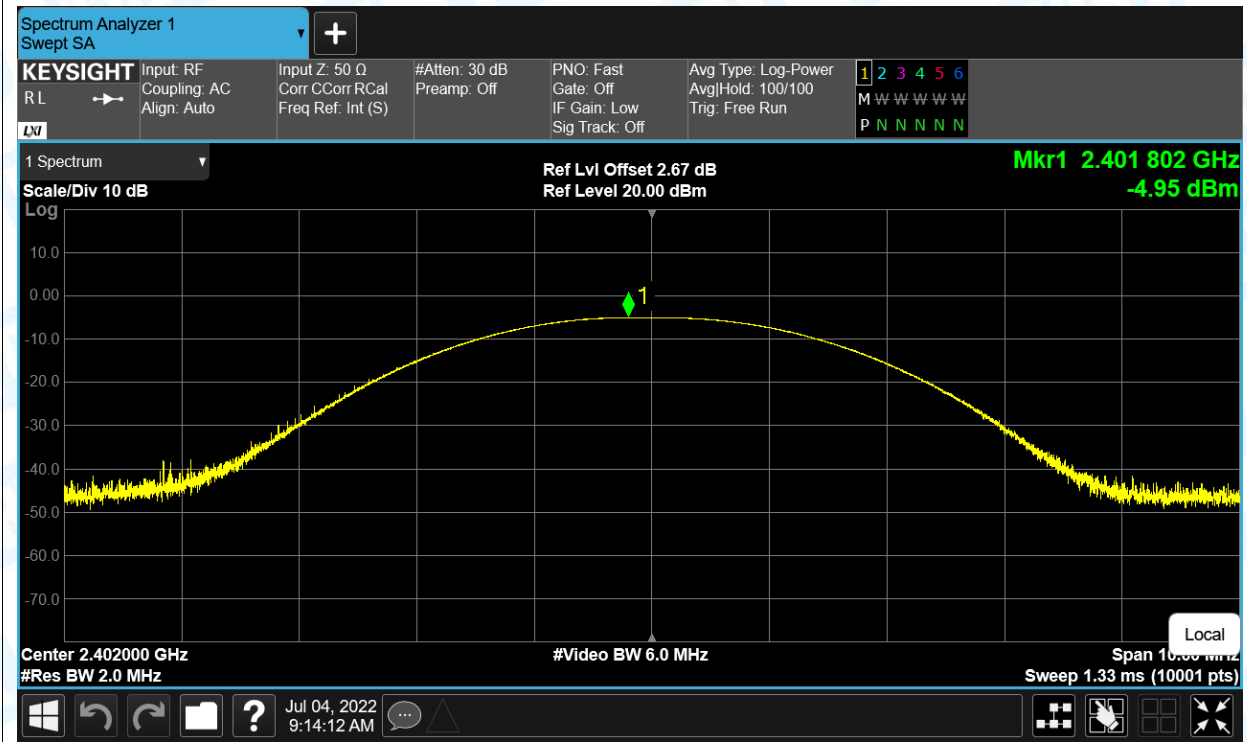 Spectrum Analyzer 1
Swept SA
KEYSIGHT
R L
LXI
Input: RF
Coupling: AC
Align: Auto
Input Z: 50 Ω
Corr CCorr RCal
Freq Ref: Int (S)
#Atten: 30 dB
Preamp: Off
PNO: Fast
Gate: Off
IF Gain: Low
Sig Track: Off
Avg Type: Log-Power
Avg|Hold: 100/100
Trig: Free Run
1 2 3 4 5 6
M W W W W W
P N N N N N
1 Spectrum
Scale/Div 10 dB
Log
Ref Lvl Offset 2.67 dB
Ref Level 20.00 dBm
Mkr1 2.401 802 GHz
-4.95 dBm
10.0
0.00
-10.0
-20.0
-30.0
-40.0
-50.0
-60.0
-70.0
1
Local
Center 2.402000 GHz
#Res BW 2.0 MHz
#Video BW 6.0 MHz
Span 10.00 MHz
Sweep 1.33 ms (10001 pts)
?
Jul 04, 2022
9:14:12 AM